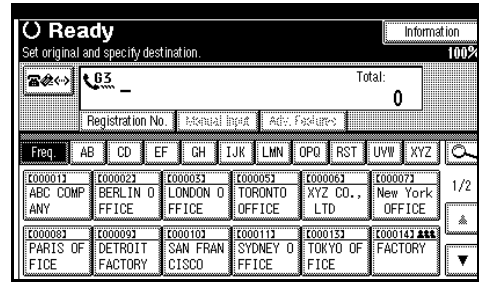 Ready
Information
Set original and specify destination.
100%
G3 _
Total:
0
Registration No.
Manual Input
Adv. Features
Freq.
AB
CD
EF
GH
IJK
LMN
OPQ
RST
UVW
XYZ
[00001]
ABC COMP
ANY
[00002]
BERLIN O
FFICE
[00003]
LONDON O
FFICE
[00005]
TORONTO
OFFICE
[00006]
XYZ CO.,
LTD
[00007]
New York
OFFICE
1/2
[00008]
PARIS OF
FICE
[00009]
DETROIT
FACTORY
[00010]
SAN FRAN
CISCO
[00011]
SYDNEY O
FFICE
[00013]
TOKYO OF
FICE
[00014]
FACTORY